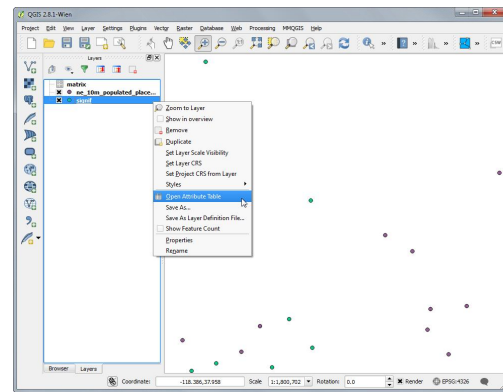 QGIS 2.8.1-Wien
Project Edit View Layer Settings Plugins Vector Raster Database Web Processing MMQGIS Help
CSW
Layers
matrix
ne_10m_populated_place...
signif
Zoom to Layer
Show in overview
Remove
Duplicate
Set Layer Scale Visibility
Set Layer CRS
Set Project CRS from Layer
Styles
Open Attribute Table
Save As...
Save As Layer Definition File...
Show Feature Count
Properties
Rename
Browser Layers
Coordinate: -118.386,37.958 Scale 1:1,800,702 Rotation: 0.0 Render EPSG:4326